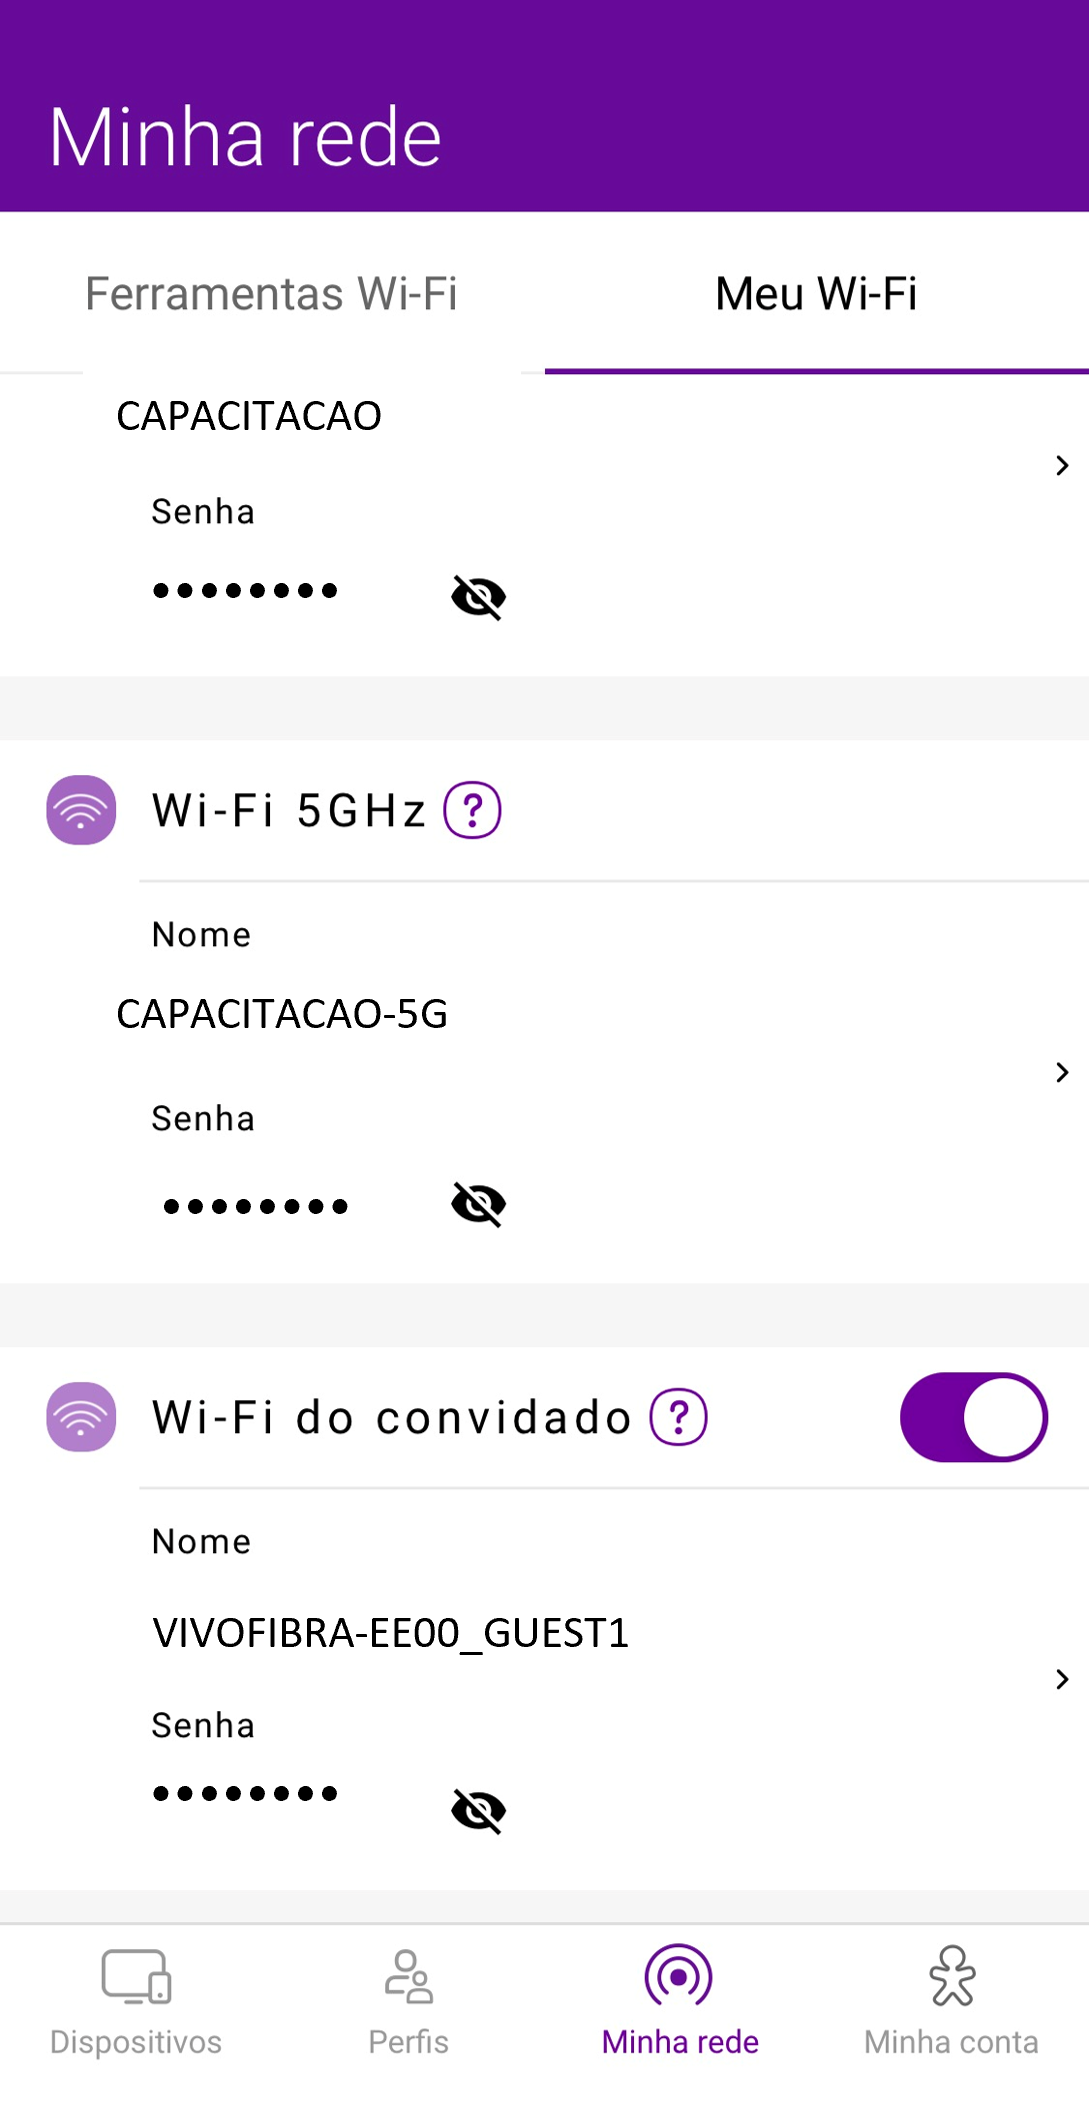 Minha rede
Ferramentas Wi-Fi
Meu Wi-Fi
CAPACITACAO
Senha
••••••••
Wi-Fi 5GHz ?
Nome
CAPACITACAO-5G
Senha
••••••••
Wi-Fi do convidado ?
Nome
VIVOFIBRA-EE00_GUEST1
Senha
••••••••
Dispositivos
Perfis
Minha rede
Minha conta